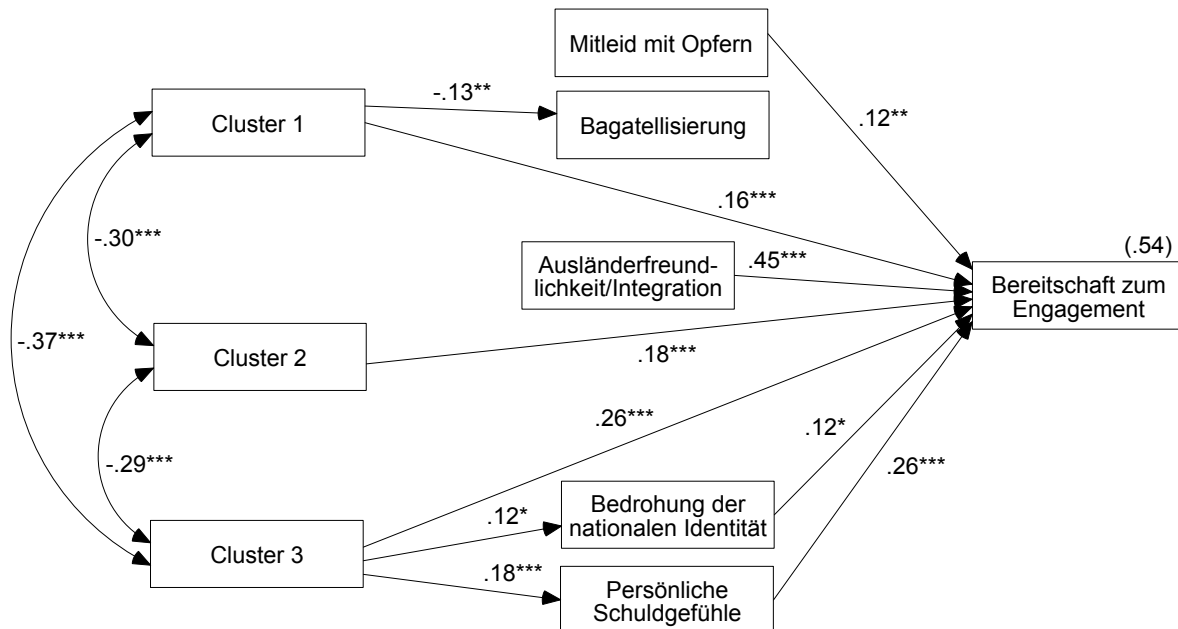 Mitleid mit Opfern
-.13**
Cluster 1
Bagatellisierung
.12**
.16***
-.30***
(.54)
Ausländerfreund-
lichkeit/Integration
.45***
Bereitschaft zum
Engagement
-.37***
Cluster 2
.18***
.26***
.12*
-.29***
.26***
Bedrohung der
nationalen Identität
.12*
Cluster 3
.18***
Persönliche
Schuldgefühle